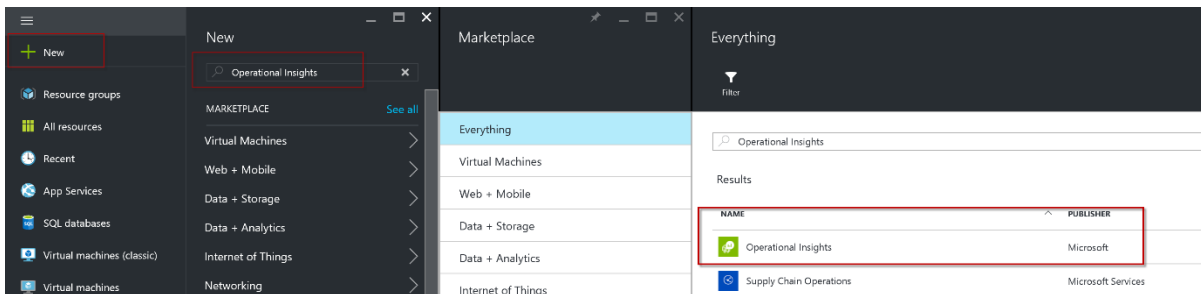 New
Resource groups
All resources
Recent
App Services
SQL databases
Virtual machines (classic)
Virtual machines
New
Operational Insights
MARKETPLACE
See all
Virtual Machines
Web + Mobile
Data + Storage
Data + Analytics
Internet of Things
Networking
Marketplace
Everything
Virtual Machines
Web + Mobile
Data + Storage
Data + Analytics
Internet of Things
Everything
Filter
Operational Insights
Results
NAME PUBLISHER
Operational Insights Microsoft
Supply Chain Operations Microsoft Services